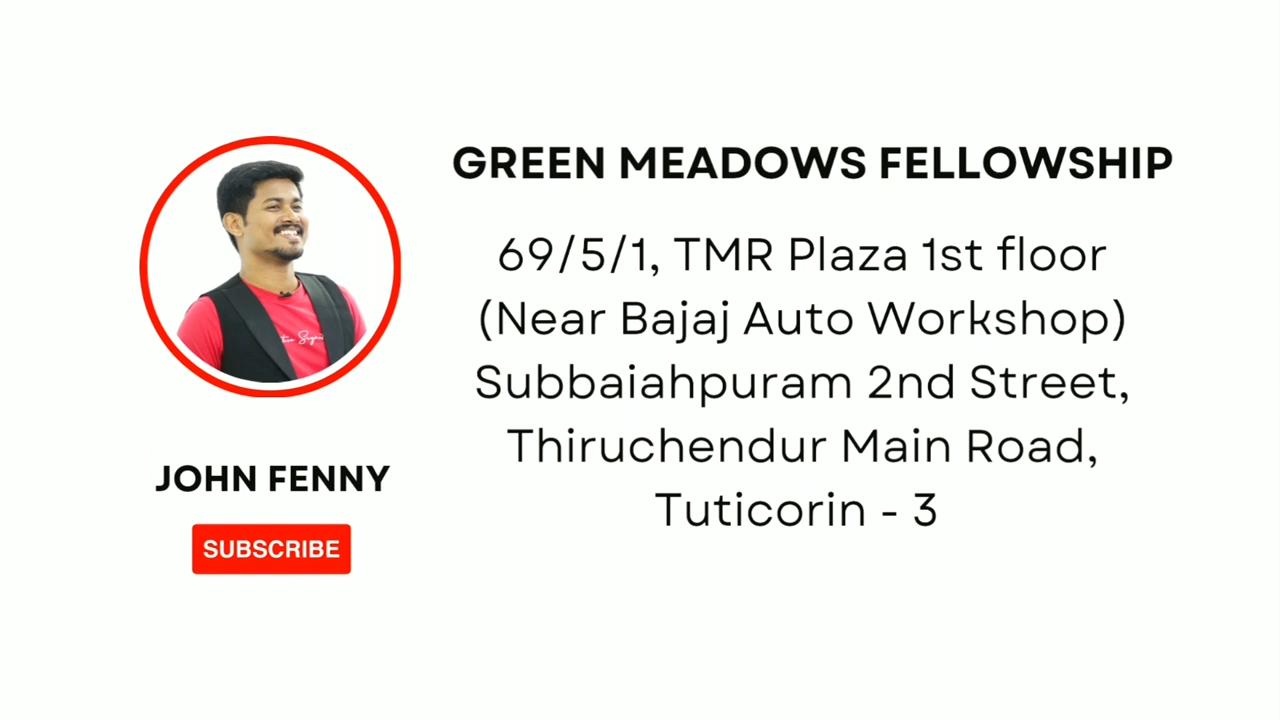 GREEN MEADOWS FELLOWSHIP
69/5/1, TMR Plaza 1st floor
(Near Bajaj Auto Workshop)
Subbaiahpuram 2nd Street,
Thiruchendur Main Road,
Tuticorin - 3
JOHN FENNY
SUBSCRIBE